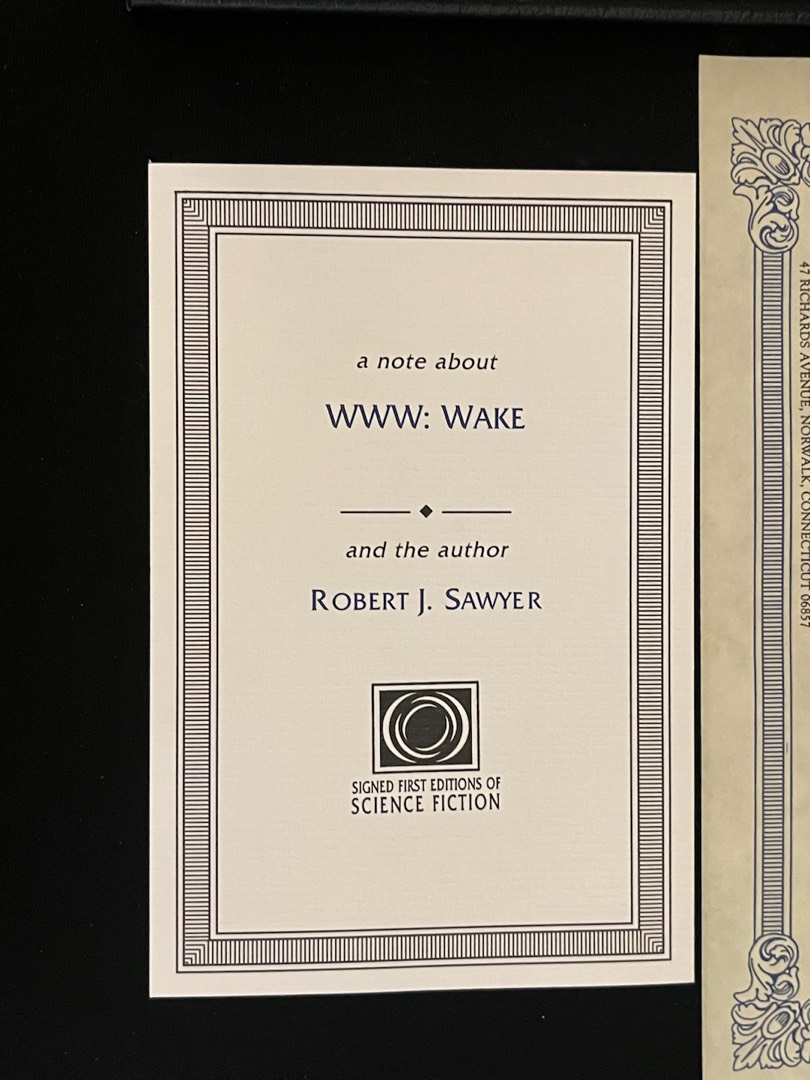 a note about
WWW: WAKE
and the author
ROBERT J. SAWYER
SIGNED FIRST EDITIONS OF
SCIENCE FICTION
47 RICHARDS AVENUE, NORWALK, CONNECTICUT 06857